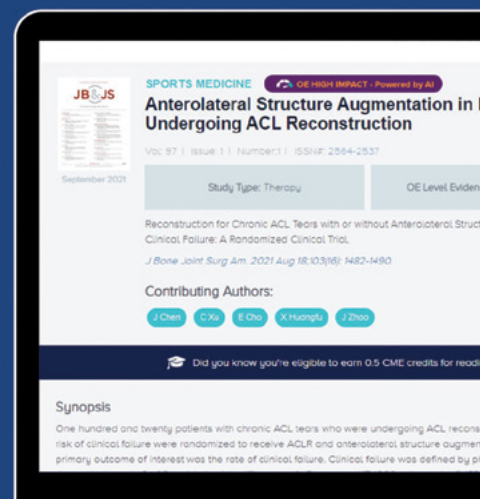 JB&JS
September 2021
SPORTS MEDICINE
OE HIGH IMPACT - Powered by AI
Anterolateral Structure Augmentation in
Undergoing ACL Reconstruction
Vol: 97 | Issue:1 | Number:1 | ISSN#: 2564-2537
Study Type: Therapy
OE Level Eviden
Reconstruction for Chronic ACL Tears with or without Anterolateral Struct
Clinical Failure: A Randomized Clinical Trial.
J Bone Joint Surg Am. 2021 Aug 18;103(16): 1482-1490.
Contributing Authors:
J Chen C Xu E Cho X Huangfu J Zhao
Did you know you're eligible to earn 0.5 CME credits for readi
Synopsis
One hundred and twenty patients with chronic ACL tears who were undergoing ACL recons
risk of clinical failure were randomized to receive ACLR and anterolateral structure augmen
primary outcome of interest was the rate of clinical failure. Clinical failure was defined by ph